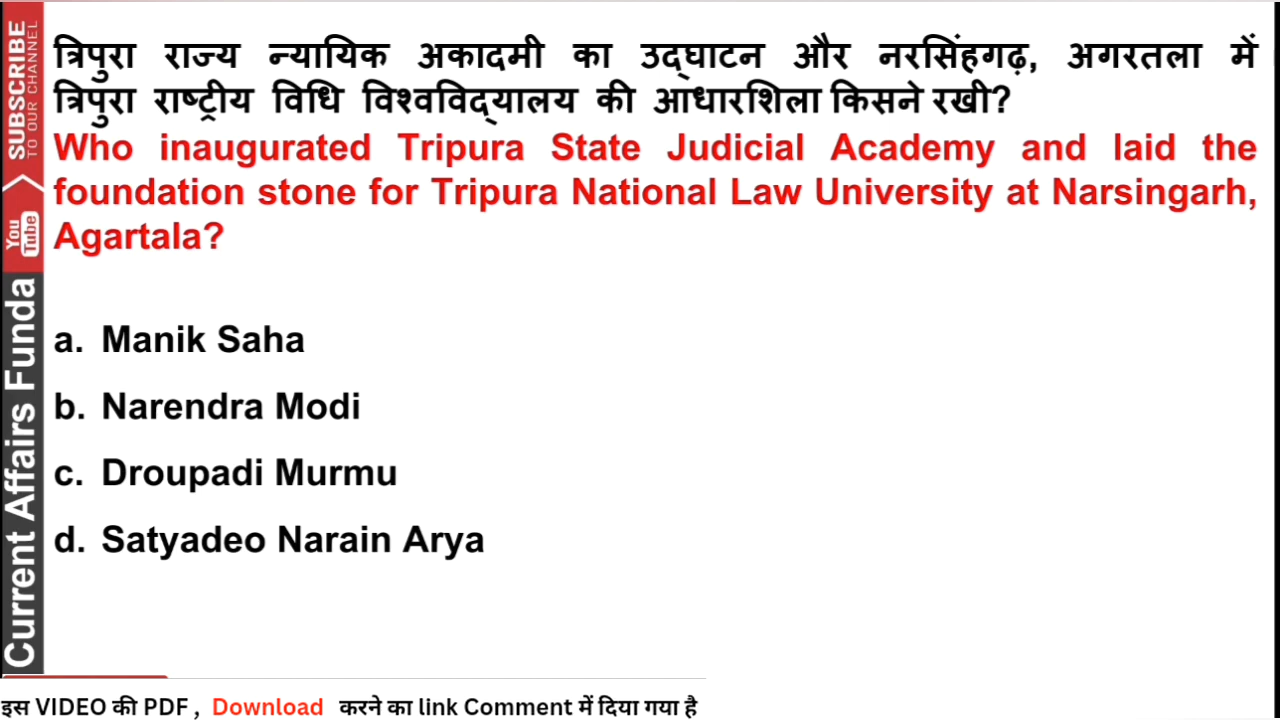 त्रिपुरा राज्य न्यायिक अकादमी का उद्घाटन और नरसिंहगढ़, अगरतला में
त्रिपुरा राष्ट्रीय विधि विश्वविद्यालय की आधारशिला किसने रखी?
Who inaugurated Tripura State Judicial Academy and laid the
foundation stone for Tripura National Law University at Narsingarh,
Agartala?
a. Manik Saha
b. Narendra Modi
c. Droupadi Murmu
d. Satyadeo Narain Arya
SUBSCRIBE
TO OUR CHANNEL
You
Tube
Current Affairs Funda
इस VIDEO की PDF , Download करने का link Comment में दिया गया है